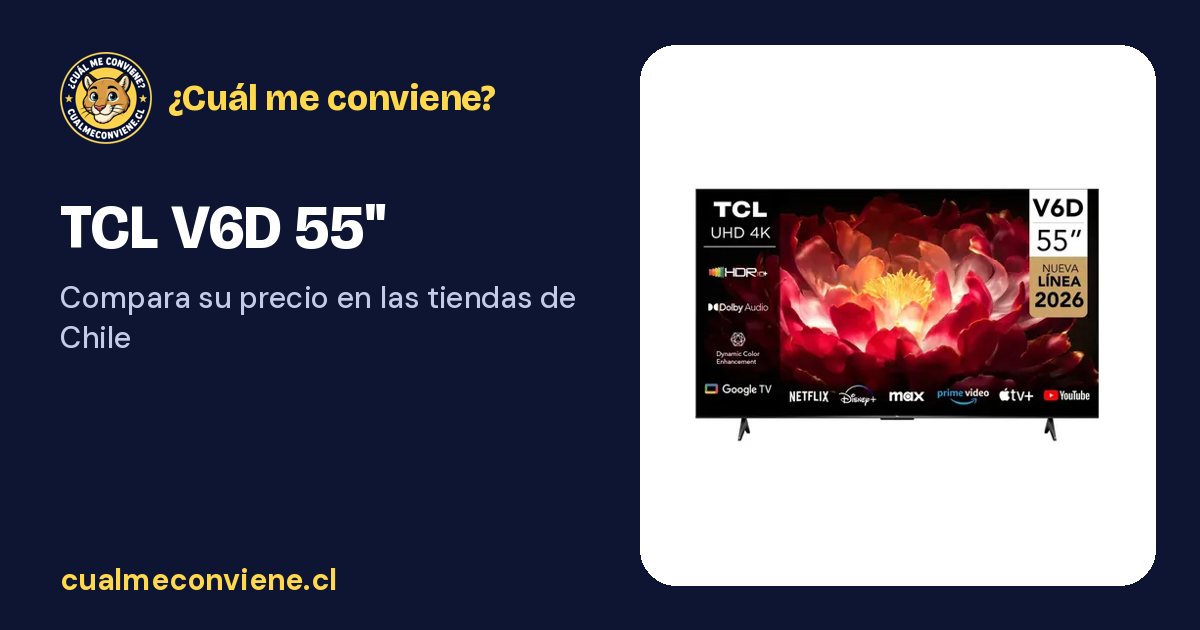 ¿CUÁL ME CONVIENE?
CUALMECONVIENE.CL
¿Cuál me conviene?
TCL V6D 55"
Compara su precio en las tiendas de
Chile
cualmeconviene.cl
TCL
UHD 4K
HDR10+
Dolby Audio
Dynamic Color
Enhancement
Google TV
NETFLIX
Disney+
max
prime video
tv+
YouTube
V6D
55”
NUEVA
LÍNEA
2026